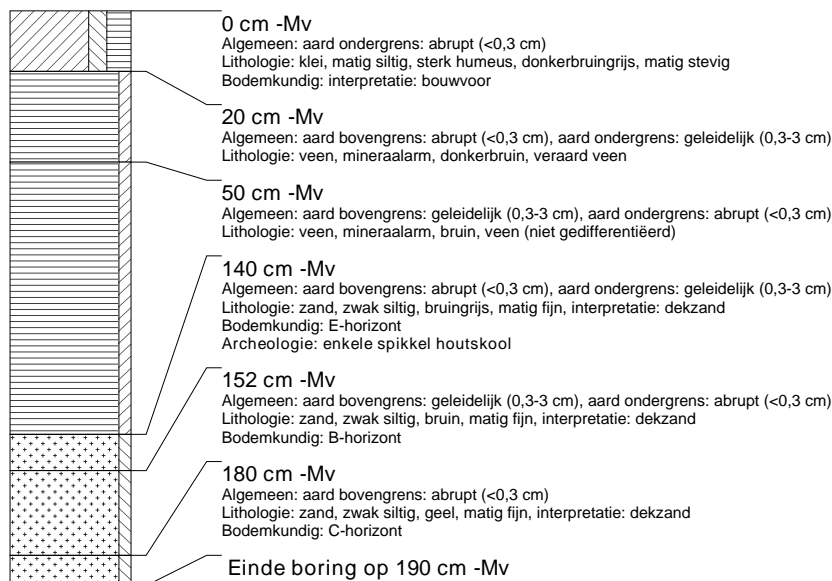 0 cm -Mv
Algemeen: aard ondergrens: abrupt (<0,3 cm)
Lithologie: klei, matig siltig, sterk humeus, donkerbruingrijs, matig stevig
Bodemkundig: interpretatie: bouwvoor
20 cm -Mv
Algemeen: aard bovengrens: abrupt (<0,3 cm), aard ondergrens: geleidelijk (0,3-3 cm)
Lithologie: veen, mineraalarm, donkerbruin, veraard veen
50 cm -Mv
Algemeen: aard bovengrens: geleidelijk (0,3-3 cm), aard ondergrens: abrupt (<0,3 cm)
Lithologie: veen, mineraalarm, bruin, veen (niet gedifferentiëerd)
140 cm -Mv
Algemeen: aard bovengrens: abrupt (<0,3 cm), aard ondergrens: geleidelijk (0,3-3 cm)
Lithologie: zand, zwak siltig, bruingrijs, matig fijn, interpretatie: dekzand
Bodemkundig: E-horizont
Archeologie: enkele spikkel houtskool
152 cm -Mv
Algemeen: aard bovengrens: geleidelijk (0,3-3 cm), aard ondergrens: abrupt (<0,3 cm)
Lithologie: zand, zwak siltig, bruin, matig fijn, interpretatie: dekzand
Bodemkundig: B-horizont
180 cm -Mv
Algemeen: aard bovengrens: abrupt (<0,3 cm)
Lithologie: zand, zwak siltig, geel, matig fijn, interpretatie: dekzand
Bodemkundig: C-horizont
Einde boring op 190 cm -Mv